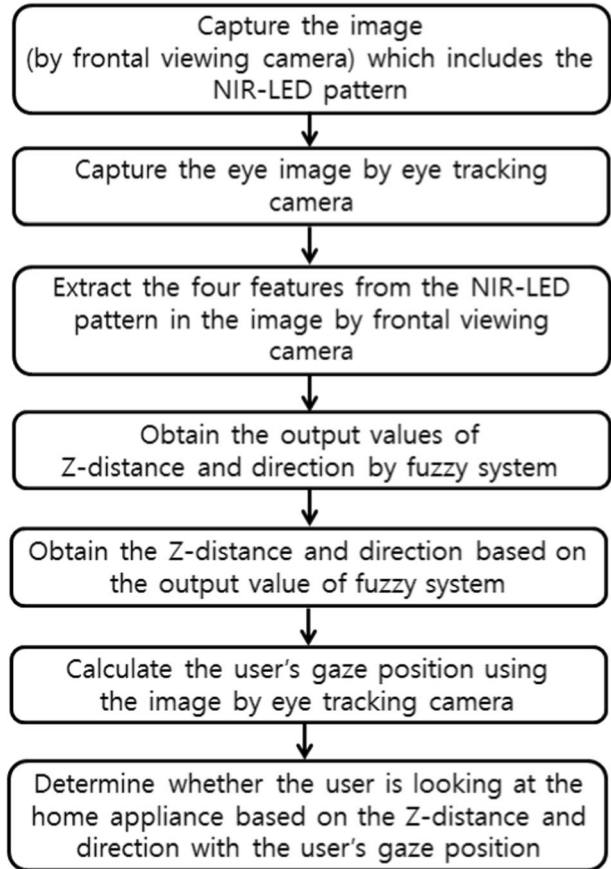 Capture the image
(by frontal viewing camera) which includes the
NIR-LED pattern
Capture the eye image by eye tracking
camera
Extract the four features from the NIR-LED
pattern in the image by frontal viewing
camera
Obtain the output values of
Z-distance and direction by fuzzy system
Obtain the Z-distance and direction based on
the output value of fuzzy system
Calculate the user's gaze position using
the image by eye tracking camera
Determine whether the user is looking at the
home appliance based on the Z-distance and
direction with the user's gaze position